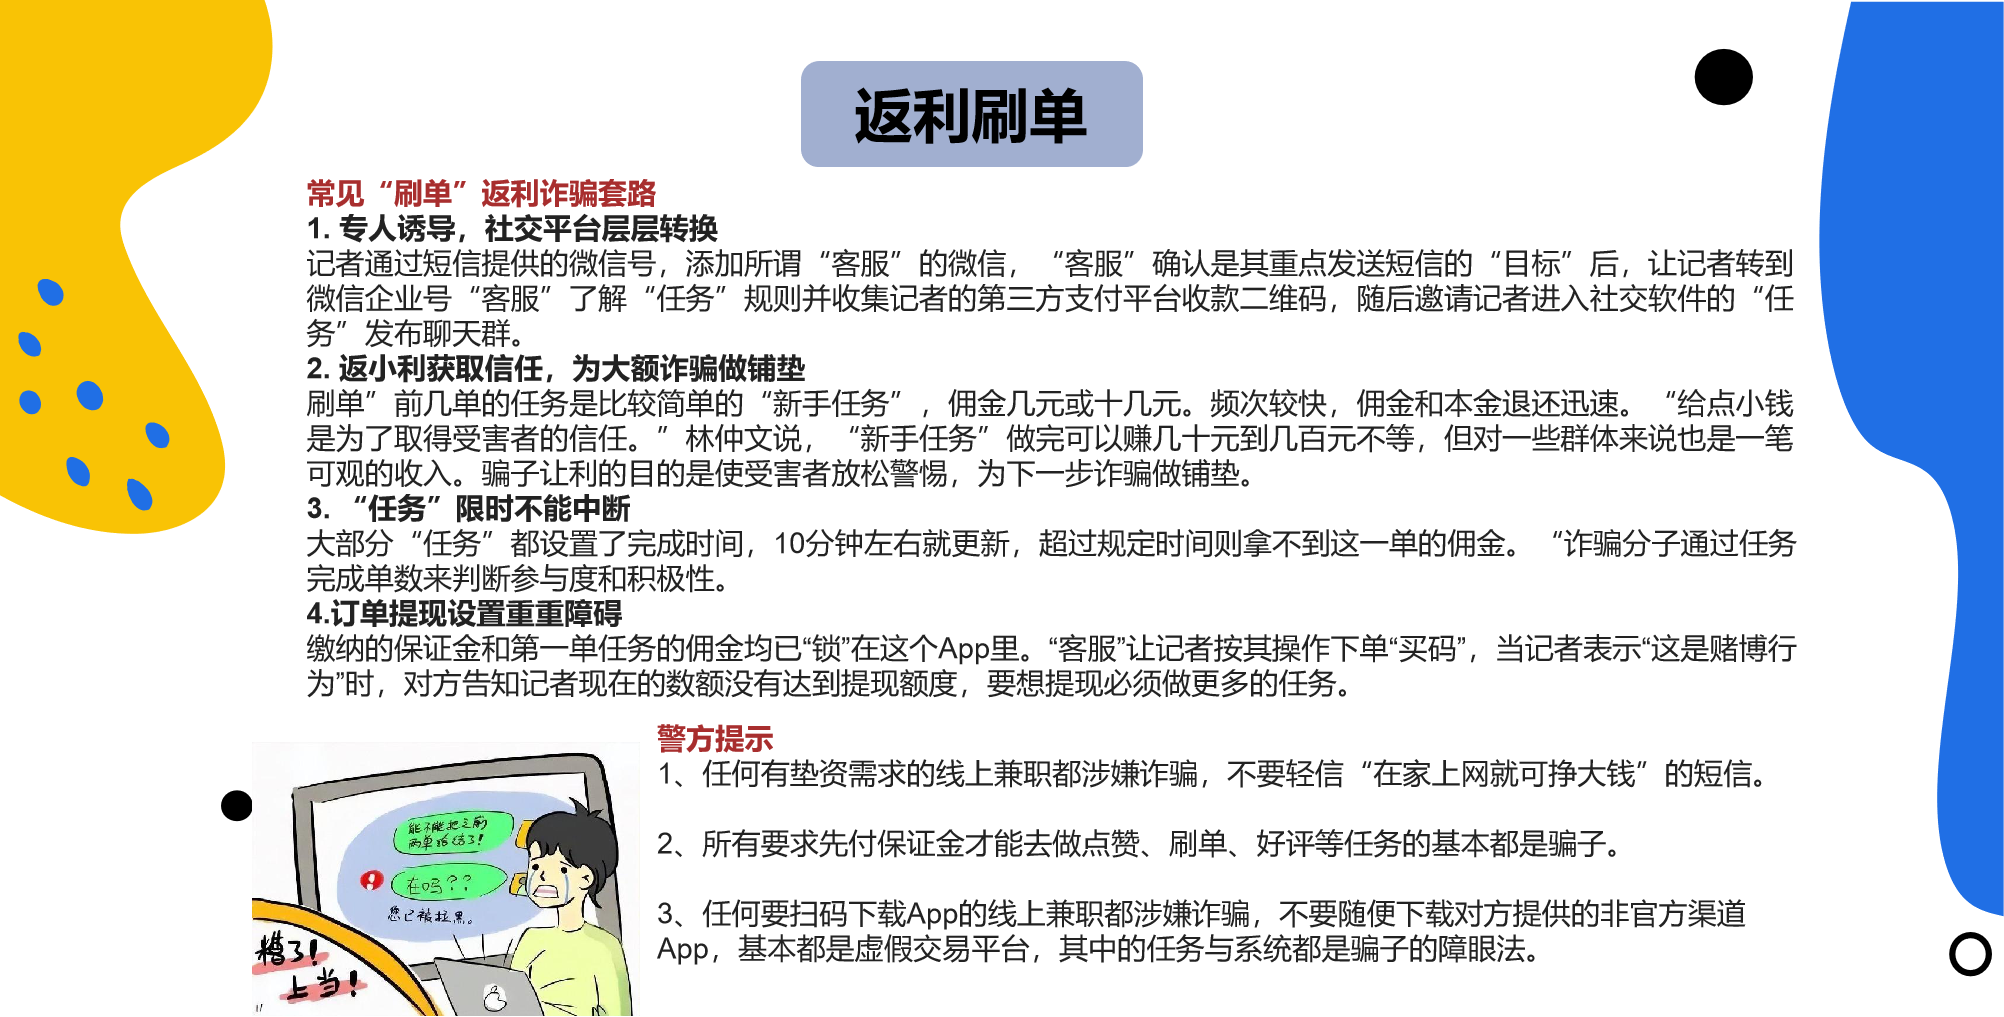 返利刷单
常见“刷单”返利诈骗套路
1. 专人诱导，社交平台层层转换
记者通过短信提供的微信号，添加所谓“客服”的微信，“客服”确认是其重点发送短信的“目标”后，让记者转到
微信企业号“客服”了解“任务”规则并收集记者的第三方支付平台收款二维码，随后邀请记者进入社交软件的“任
务”发布聊天群。
2. 返小利获取信任，为大额诈骗做铺垫
刷单”前几单的任务是比较简单的“新手任务”，佣金几元或十几元。频次较快，佣金和本金退还迅速。“给点小钱
是为了取得受害者的信任。”林仲文说，“新手任务”做完可以赚几十元到几百元不等，但对一些群体来说也是一笔
可观的收入。骗子让利的目的是使受害者放松警惕，为下一步诈骗做铺垫。
3. “任务”限时不能中断
大部分“任务”都设置了完成时间，10分钟左右就更新，超过规定时间则拿不到这一单的佣金。“诈骗分子通过任务
完成单数来判断参与度和积极性。
4.订单提现设置重重障碍
缴纳的保证金和第一单任务的佣金均已“锁”在这个App里。“客服”让记者按其操作下单“买码”，当记者表示“这是赌博行
为”时，对方告知记者现在的数额没有达到提现额度，要想提现必须做更多的任务。
警方提示
1、任何有垫资需求的线上兼职都涉嫌诈骗，不要轻信“在家上网就可挣大钱”的短信。
2、所有要求先付保证金才能去做点赞、刷单、好评等任务的基本都是骗子。
3、任何要扫码下载App的线上兼职都涉嫌诈骗，不要随便下载对方提供的非官方渠道
App，基本都是虚假交易平台，其中的任务与系统都是骗子的障眼法。
能不能把之前
两单给结了!
在吗??
您已被拉黑。
糟了!
上当!